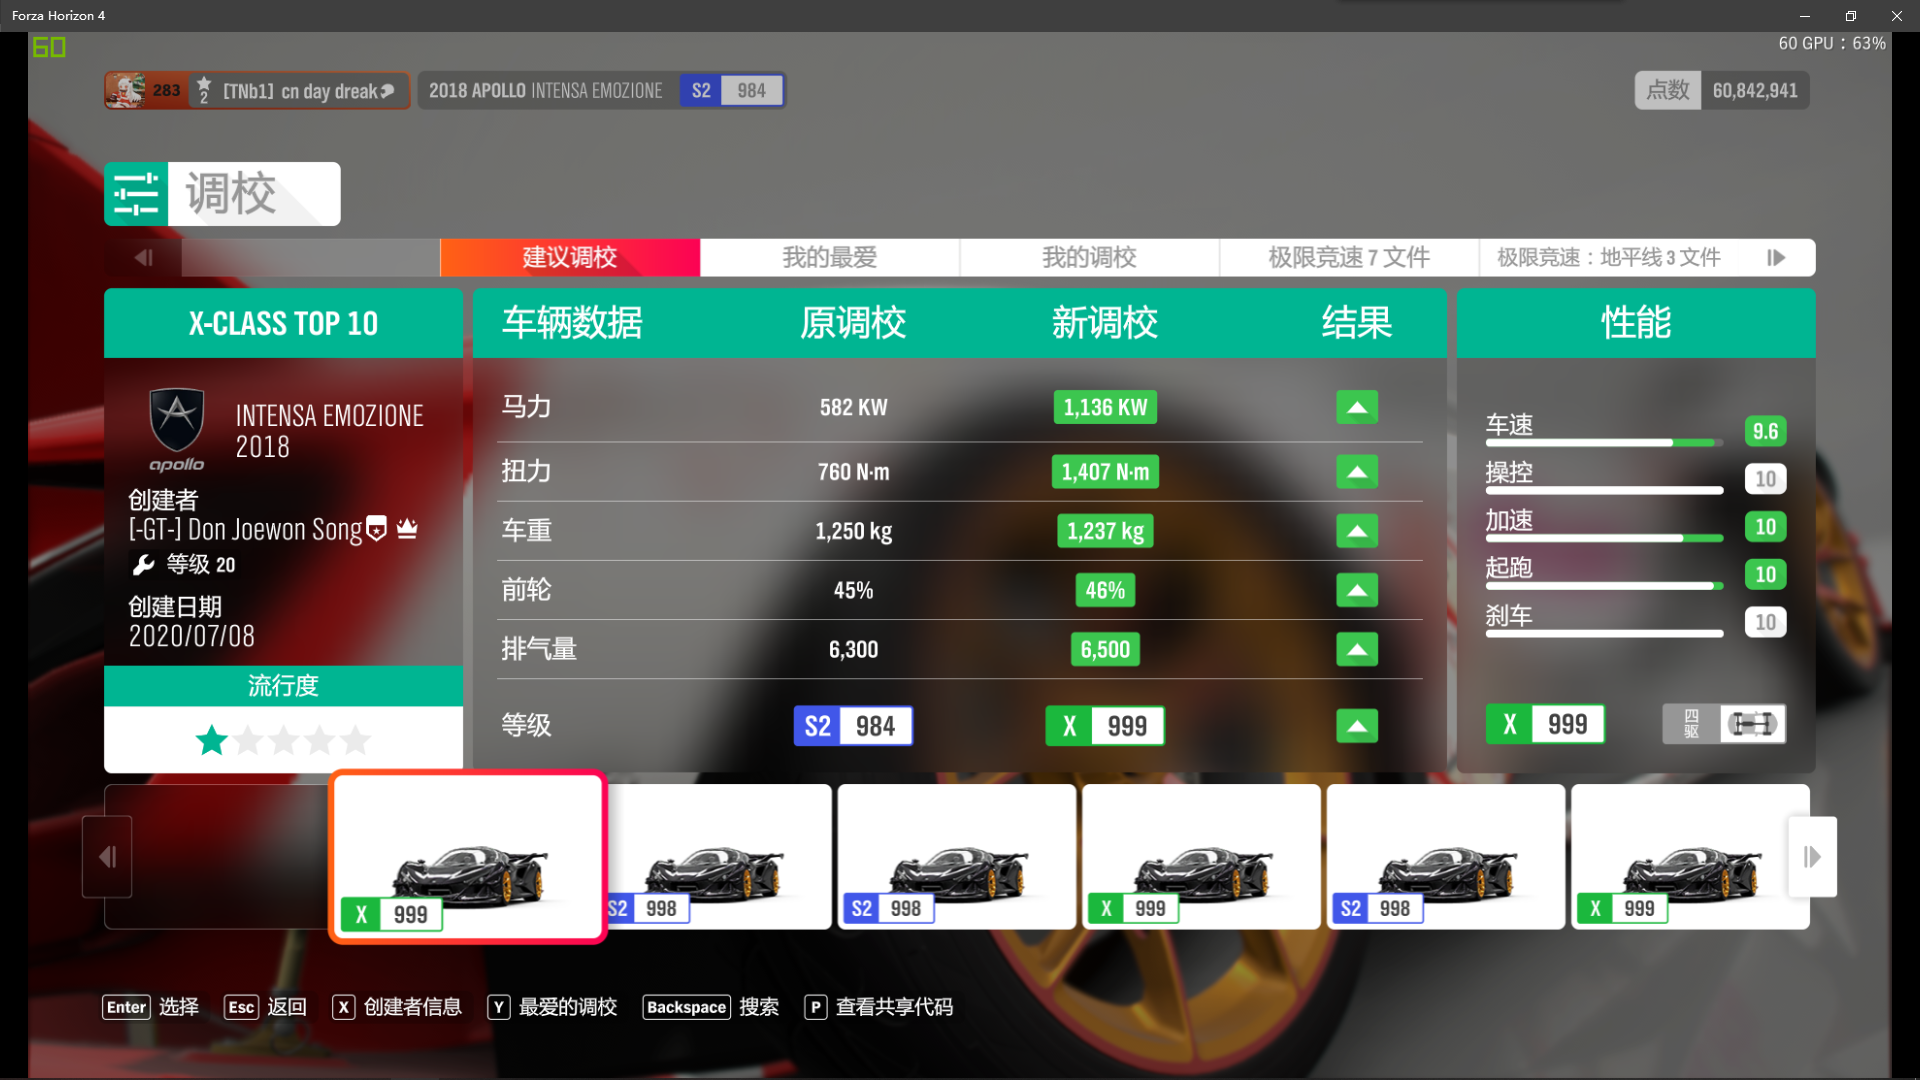 Forza Horizon 4
60
60 GPU：63%
283
2
[TNb1] cn day dreak
2018 APOLLO INTENSA EMOZIONE
S2 984
点数 60,842,941
调校
建议调校
我的最爱
我的调校
极限竞速 7 文件
极限竞速：地平线 3 文件
X-CLASS TOP 10
apollo
INTENSA EMOZIONE
2018
创建者
[-GT-] Don Joewon Song
等级 20
创建日期
2020/07/08
流行度
车辆数据 原调校 新调校 结果
马力 582 KW 1,136 KW
扭力 760 N·m 1,407 N·m
车重 1,250 kg 1,237 kg
前轮 45% 46%
排气量 6,300 6,500
等级 S2 984 X 999
性能
车速 9.6
操控 10
加速 10
起跑 10
刹车 10
X 999
四驱
X 999
S2 998
S2 998
X 999
S2 998
X 999
Enter 选择
Esc 返回
X 创建者信息
Y 最爱的调校
Backspace 搜索
P 查看共享代码